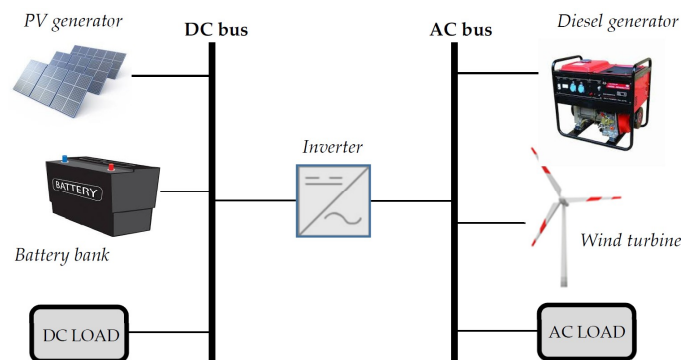 PV generator
DC bus
AC bus
Diesel generator
Inverter
BATTERY
Battery bank
Wind turbine
DC LOAD
AC LOAD